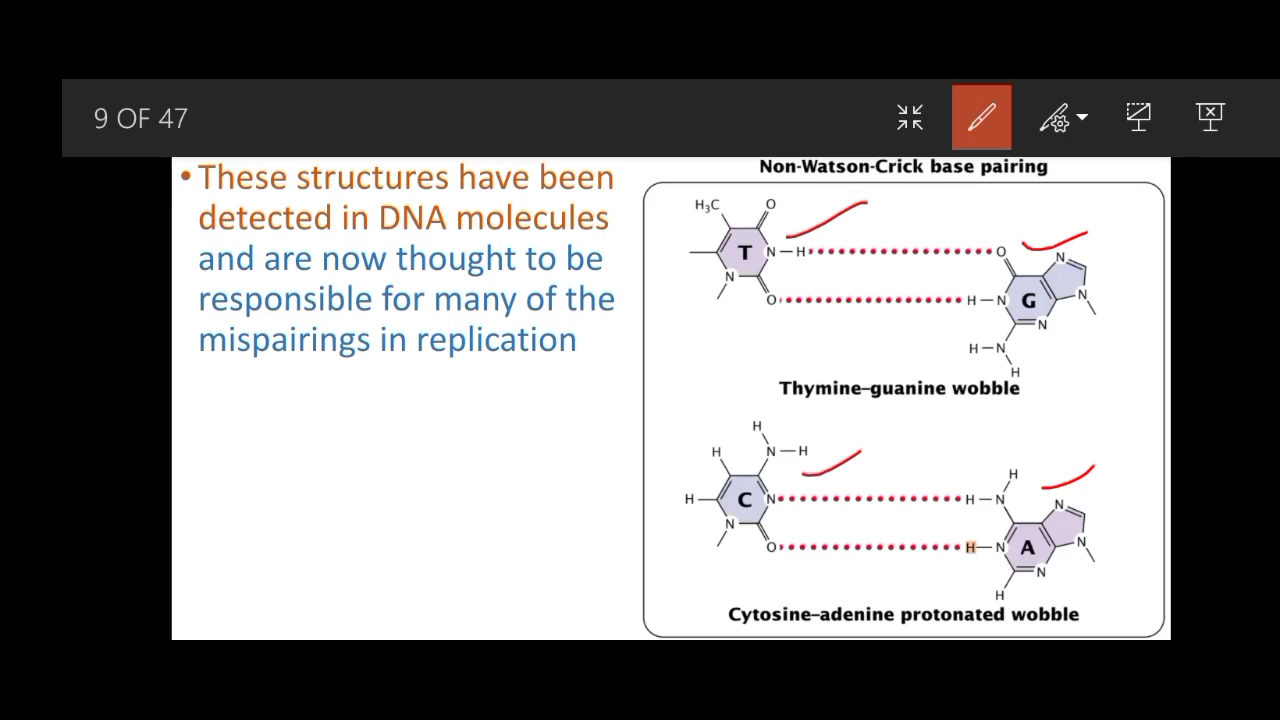 9 OF 47
• These structures have been
detected in DNA molecules
and are now thought to be
responsible for many of the
mispairings in replication
Non-Watson-Crick base pairing
H₃C O
T N—H O N
N O H—N G N
N
H—N
H
Thymine–guanine wobble
H
H N—H
H
H C N H—N N
N O H—N A N
N
H
Cytosine–adenine protonated wobble